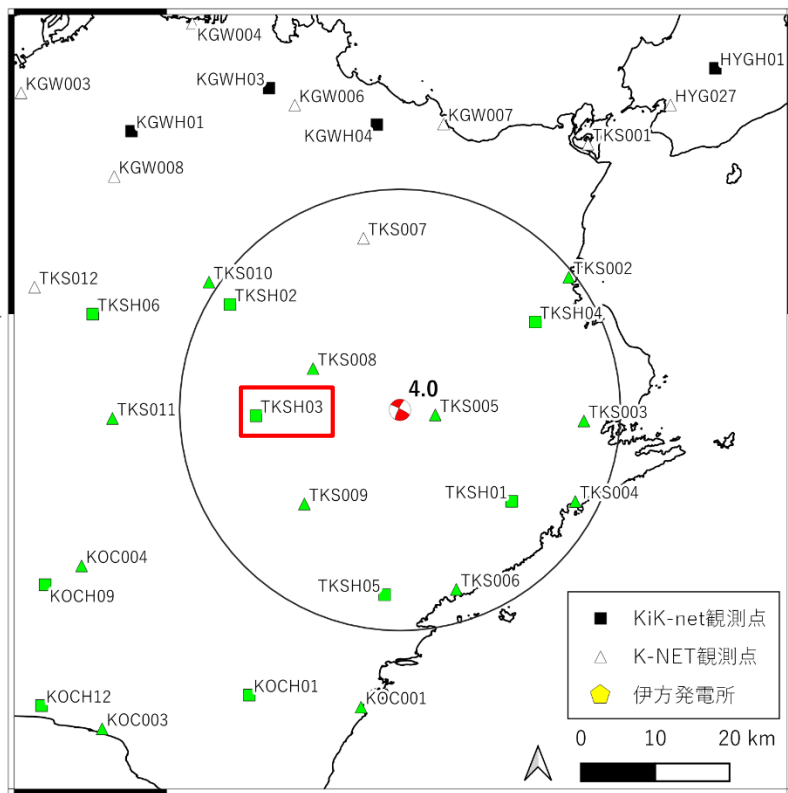 KGW004
HYGH01
KGWH03
KGW003
KGW006
HYG027
KGWH01
KGWH04
KGW007
TKS001
KGW008
TKS007
TKS002
TKS010
TKS012
TKSH02
TKSH06
TKSH04
TKS008
4.0
TKSH03
TKS011
TKS005
TKS003
TKS009
TKSH01
TKS004
KOC004
KOCH09
TKSH05
TKS006
KiK-net観測点
K-NET観測点
伊方発電所
KOCH12
KOCH01
KOC001
KOC003
0 10 20 km